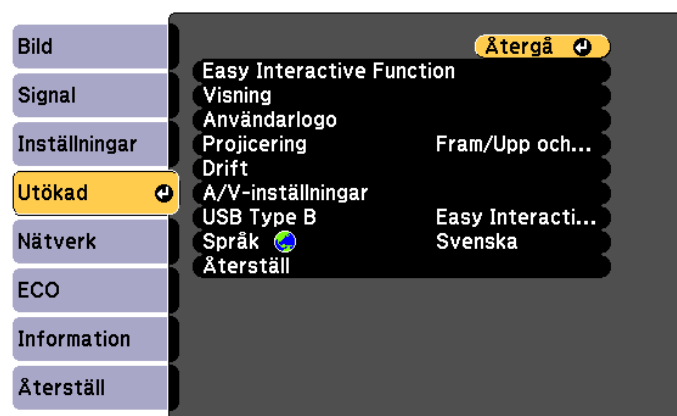 Bild
Signal
Inställningar
Utökad
Nätverk
ECO
Information
Återställ
Återgå
Easy Interactive Function
Visning
Användarlogo
Projicering Fram/Upp och...
Drift
A/V-inställningar
USB Type B Easy Interacti...
Språk Svenska
Återställ